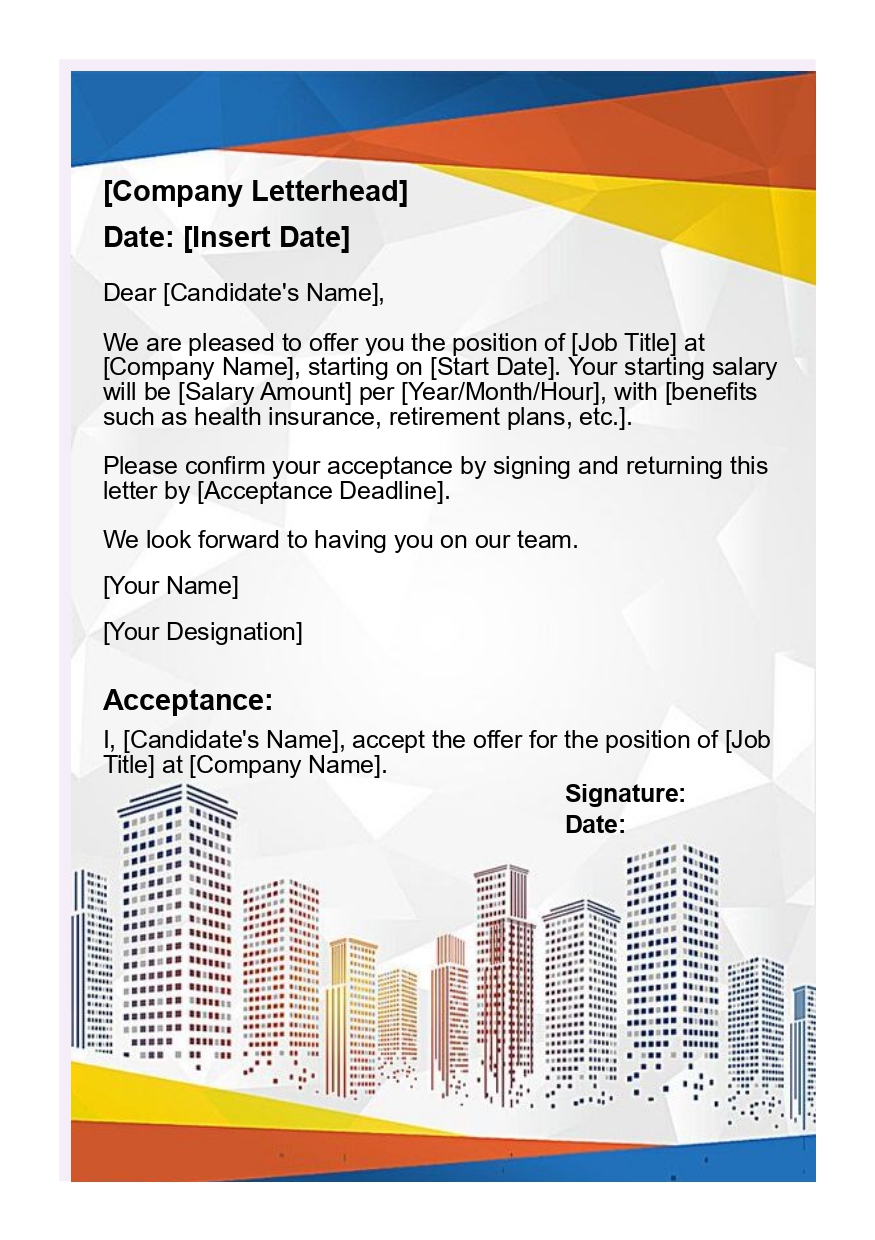 [Company Letterhead]
Date: [Insert Date]
Dear [Candidate's Name],
We are pleased to offer you the position of [Job Title] at
[Company Name], starting on [Start Date]. Your starting salary
will be [Salary Amount] per [Year/Month/Hour], with [benefits
such as health insurance, retirement plans, etc.].
Please confirm your acceptance by signing and returning this
letter by [Acceptance Deadline].
We look forward to having you on our team.
[Your Name]
[Your Designation]
Acceptance:
I, [Candidate's Name], accept the offer for the position of [Job
Title] at [Company Name].
Signature:
Date: